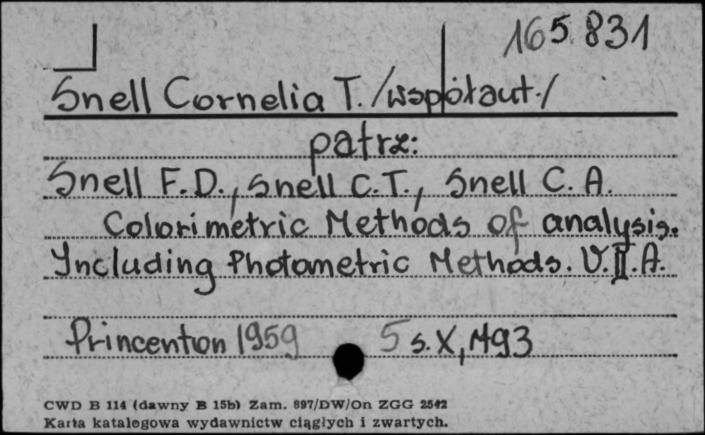 165.831
Snell Cornelia T. /współaut./
patrz:
Snell F.D., Snell C.T., Snell C.A.
Colorimetric Methods of analysis.
Including Photometric Methods. V.II.A.
Princenton 1959 5 s. X, 493
CWD B 114 (dawny B 15b) Zam. 897/DW/On ZGG 2542
Karta katalogowa wydawnictw ciągłych i zwartych.